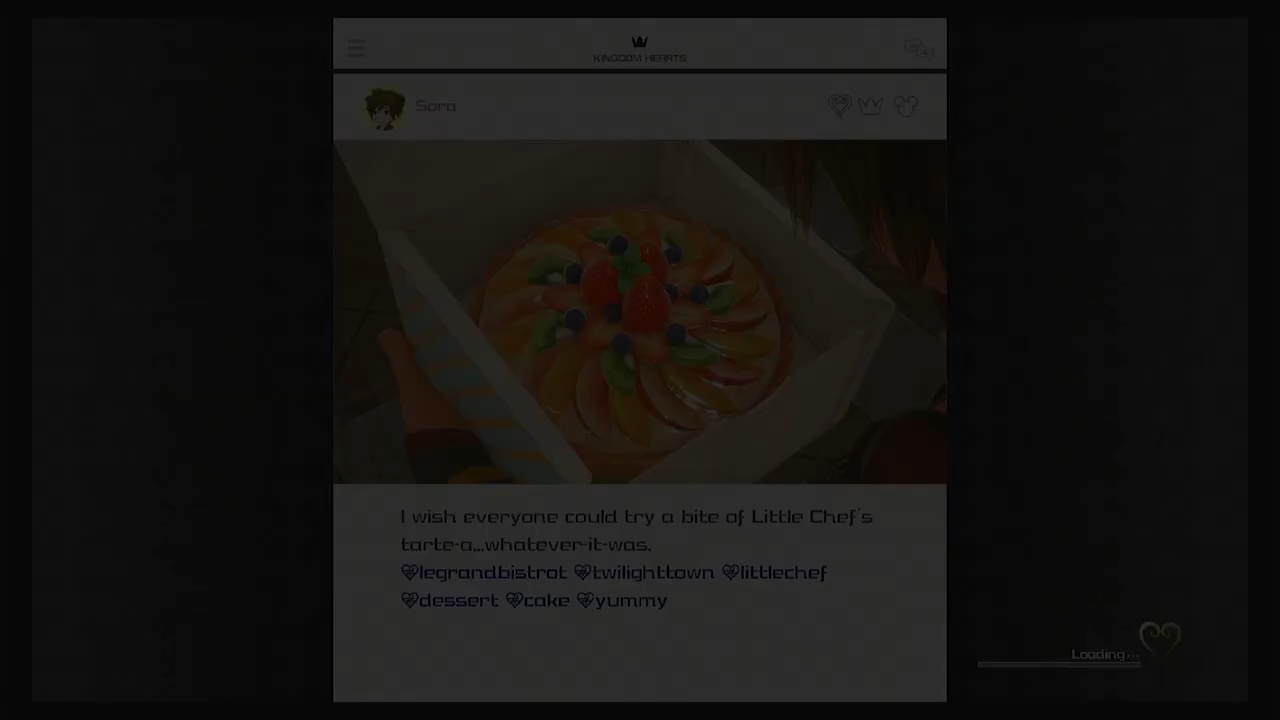 KINGDOM HEARTS
Sora
I wish everyone could try a bite of Little Chef's
tarte-a...whatever-it-was.
legrandbistrot twilighttown littlechef
dessert cake yummy
Loading...